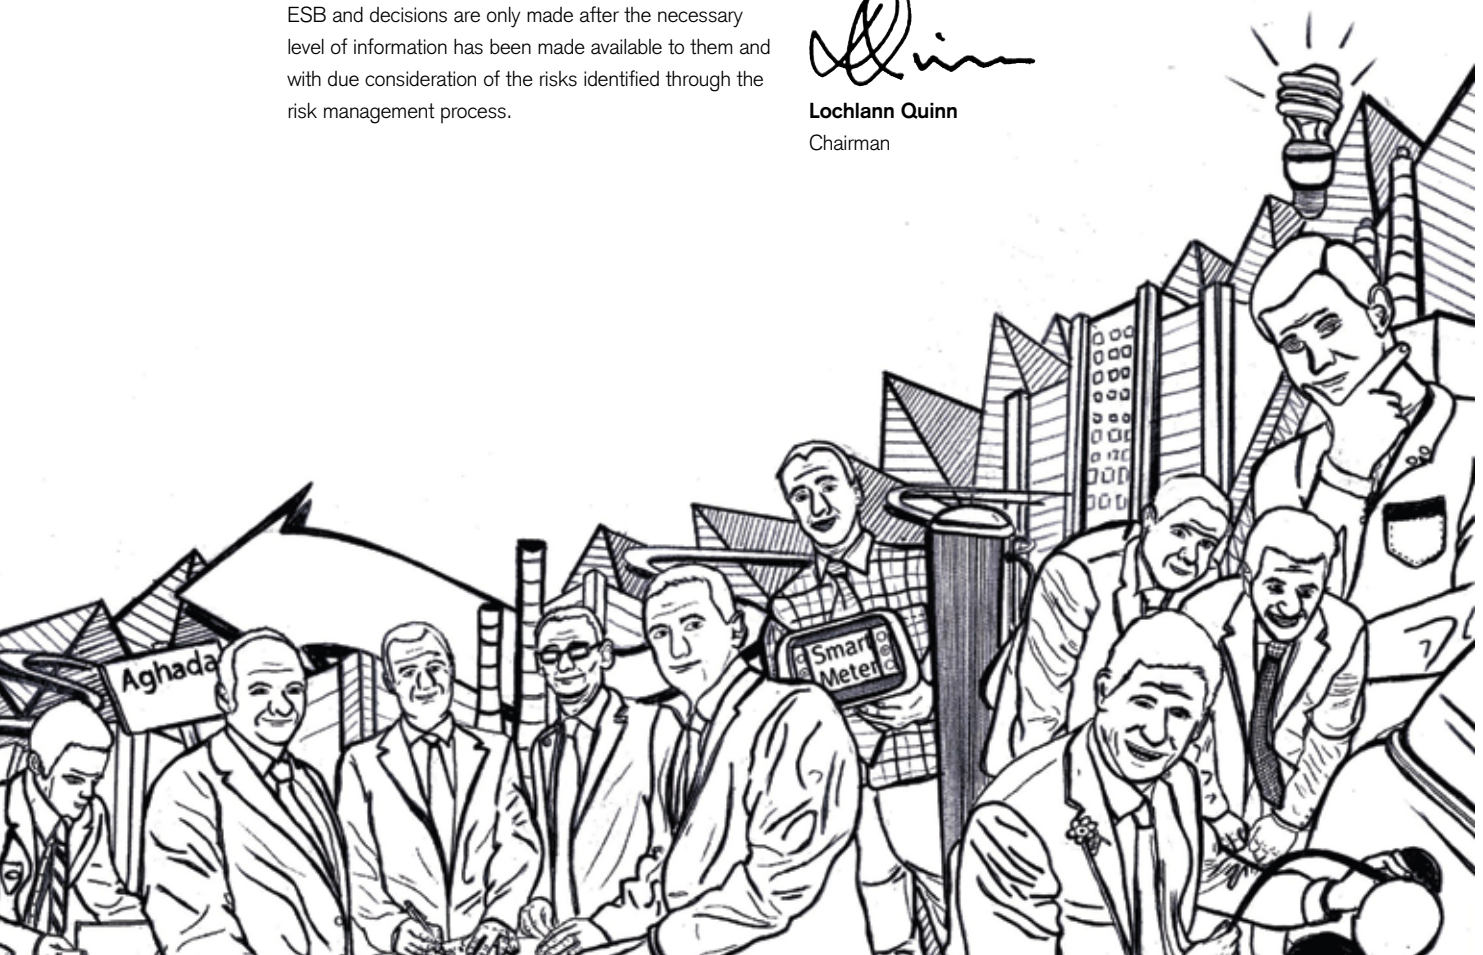 ESB and decisions are only made after the necessary
level of information has been made available to them and
with due consideration of the risks identified through the
risk management process.
Quinn
Lochlann Quinn
Chairman
Aghada
Smart
Meter